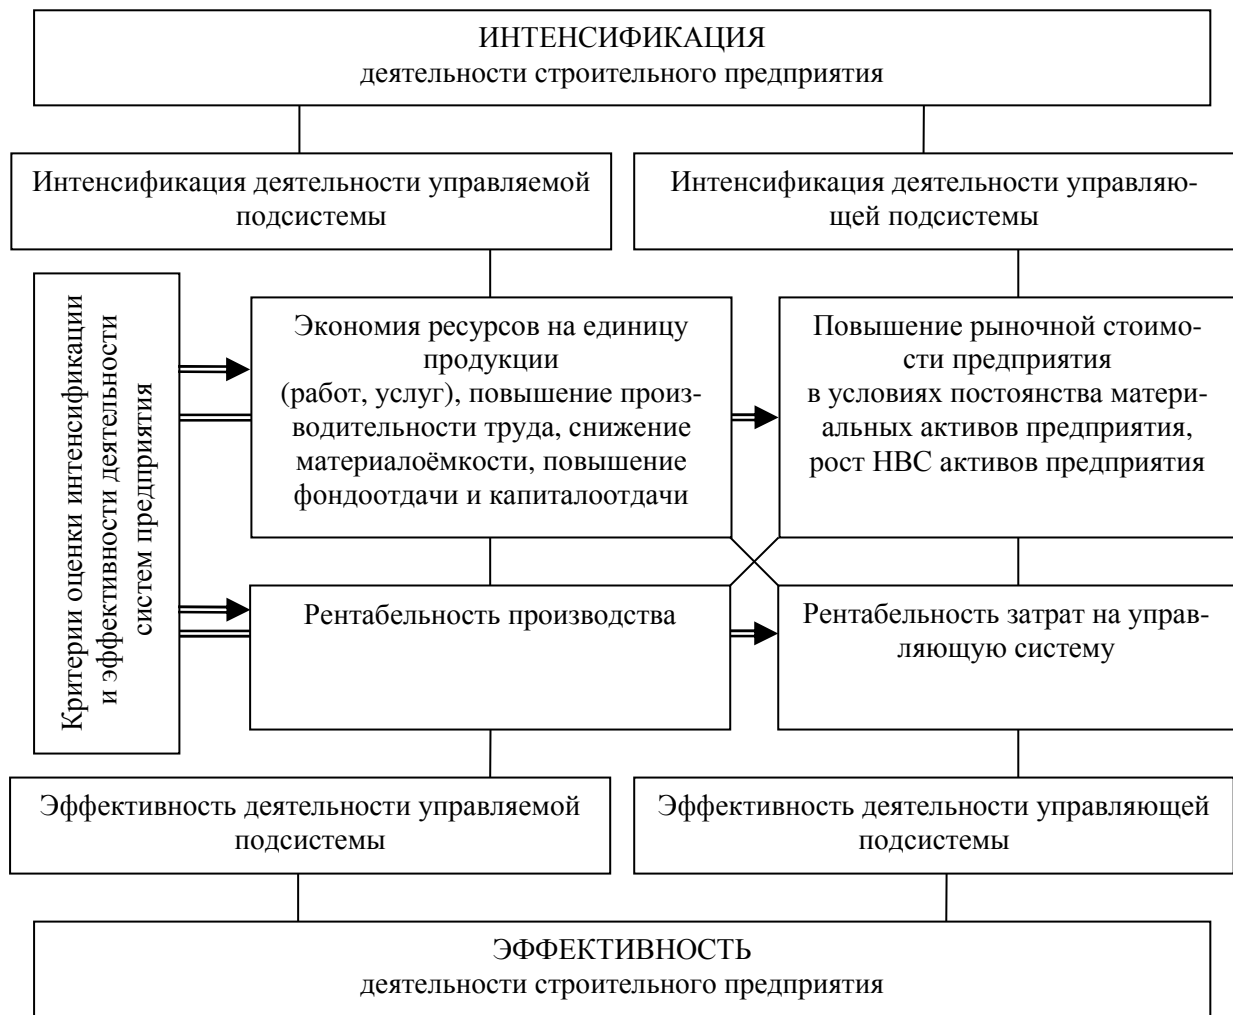 ИНТЕНСИФИКАЦИЯ
деятельности строительного предприятия
Интенсификация деятельности управляемой
подсистемы
Интенсификация деятельности управляю-
щей подсистемы
Критерии оценки интенсификации
и эффективности деятельности
систем предприятия
Экономия ресурсов на единицу
продукции
(работ, услуг), повышение произ-
водительности труда, снижение
материалоёмкости, повышение
фондоотдачи и капиталоотдачи
Повышение рыночной стоимо-
сти предприятия
в условиях постоянства матери-
альных активов предприятия,
рост НВС активов предприятия
Рентабельность производства
Рентабельность затрат на управ-
ляющую систему
Эффективность деятельности управляемой
подсистемы
Эффективность деятельности управляющей
подсистемы
ЭФФЕКТИВНОСТЬ
деятельности строительного предприятия